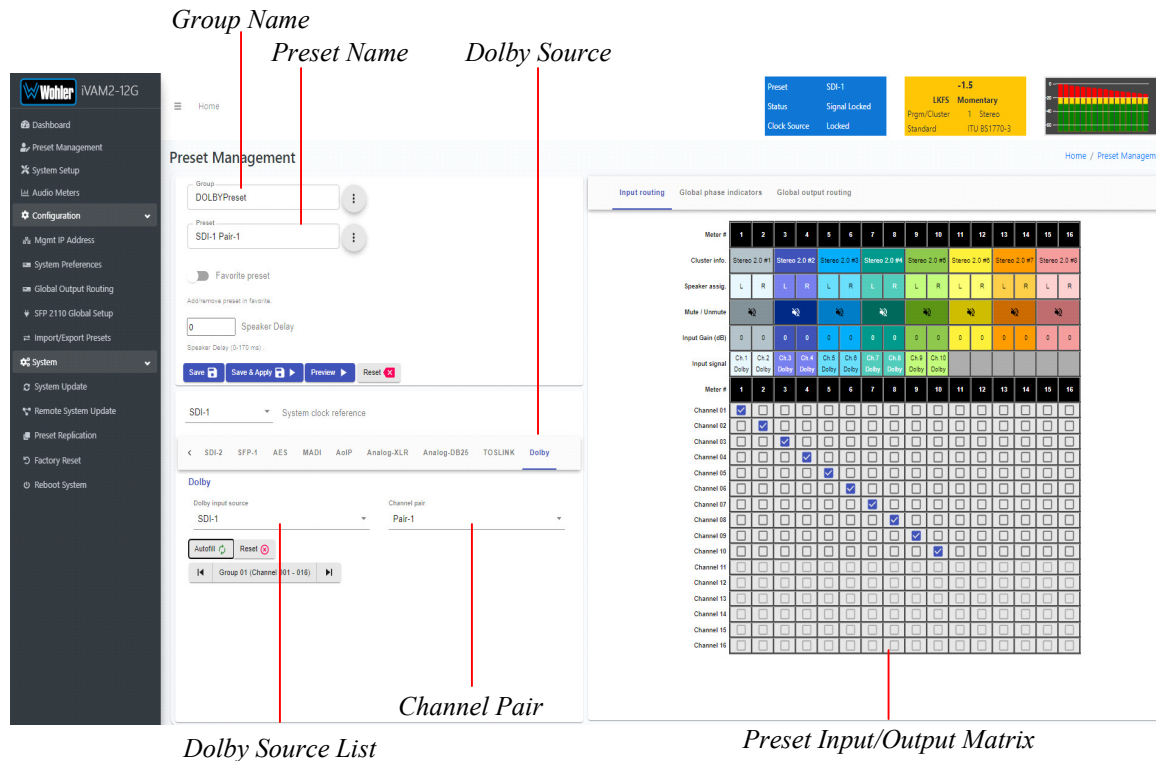 Group Name
Preset Name
Dolby Source
Wohler iVAM2-12G
Dashboard
Preset Management
System Setup
Audio Meters
Configuration
Mgmt IP Address
System Preferences
Global Output Routing
SFP 2110 Global Setup
Import/Export Presets
System
System Update
Remote System Update
Preset Replication
Factory Reset
Reboot System
Home
Preset SDI-1
Status Signal Locked
Clock Source Locked
-1.5
LKFS Momentary
Prgm/Cluster 1 Stereo
Standard ITU BS1770-3
0
-20
-40
-60
Preset Management
Home / Preset Managem
Group
DOLBYPreset
Preset
SDI-1 Pair-1
Favorite preset
Add/remove preset in favorite.
0 Speaker Delay
Speaker Delay (0-170 ms) .
Save Save & Apply Preview Reset
SDI-1 System clock reference
SDI-2 SFP-1 AES MADI AoIP Analog-XLR Analog-DB25 TOSLINK Dolby
Dolby
Dolby input source Channel pair
SDI-1 Pair-1
Autofill Reset
Group 01 (Channel 001 - 016)
Input routing Global phase indicators Global output routing
Meter # 1 2 3 4 5 6 7 8 9 10 11 12 13 14 15 16
Cluster info. Stereo 2.0 #1 Stereo 2.0 #2 Stereo 2.0 #3 Stereo 2.0 #4 Stereo 2.0 #5 Stereo 2.0 #6 Stereo 2.0 #7 Stereo 2.0 #8
Speaker assig. L R L R L R L R L R L R L R L R
Mute / Unmute
Input Gain (dB) 0 0 0 0 0 0 0 0 0 0 0 0 0 0 0 0
Input signal Ch.1 Dolby Ch.2 Dolby Ch.3 Dolby Ch.4 Dolby Ch.5 Dolby Ch.6 Dolby Ch.7 Dolby Ch.8 Dolby Ch.9 Dolby Ch.10 Dolby
Meter # 1 2 3 4 5 6 7 8 9 10 11 12 13 14 15 16
Channel 01
Channel 02
Channel 03
Channel 04
Channel 05
Channel 06
Channel 07
Channel 08
Channel 09
Channel 10
Channel 11
Channel 12
Channel 13
Channel 14
Channel 15
Channel 16
Channel Pair
Dolby Source List
Preset Input/Output Matrix